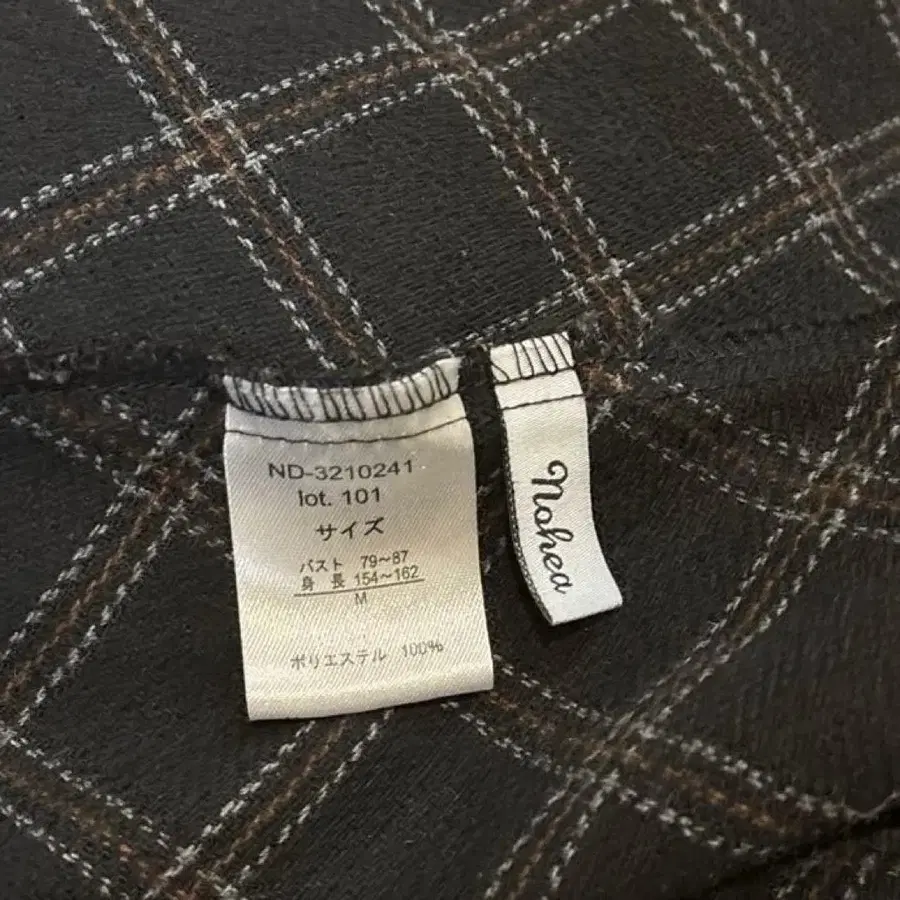 ND-3210241
lot. 101
サイズ
バスト 79～87
身 長 154～162
M
ポリエステル 100%
Nohea